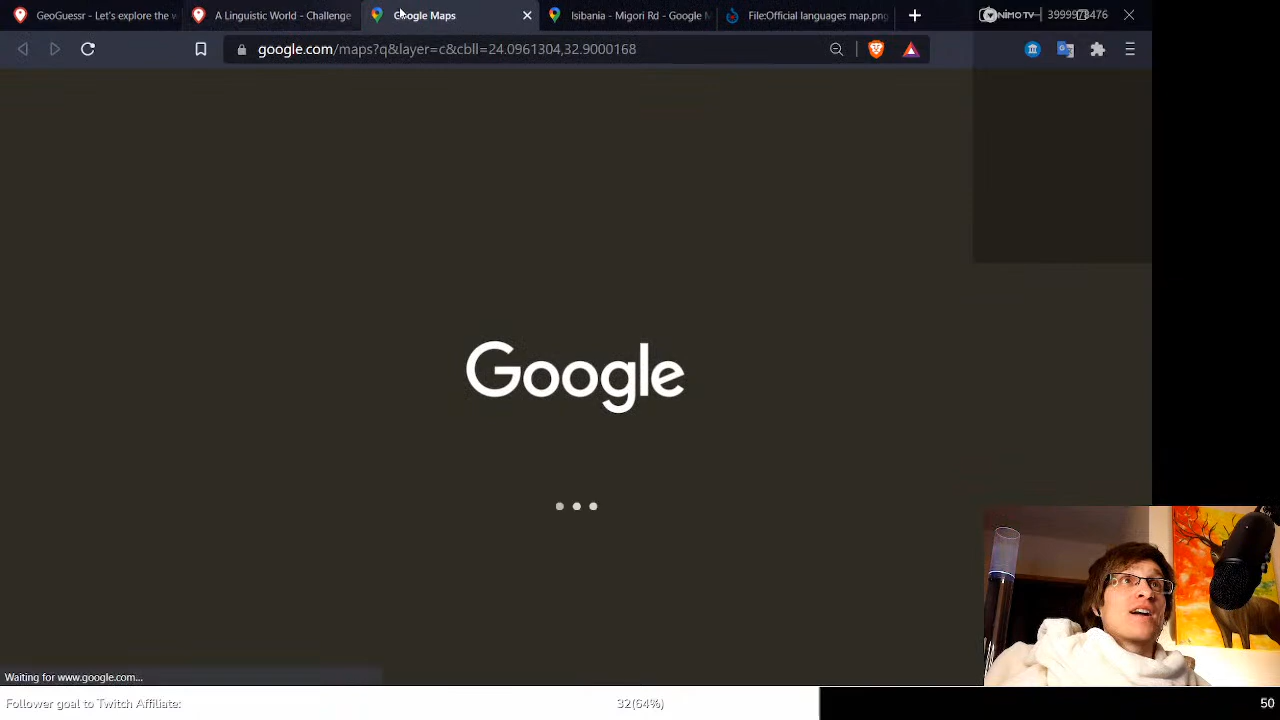 GeoGuessr - Let's explore the w
A Linguistic World - Challenge
Google Maps
Isibania - Migori Rd - Google M
File:Official languages map.png
NIMO TV
google.com/maps?q&layer=c&cbll=24.0961304,32.9000168
Google
Waiting for www.google.com...
Follower goal to Twitch Affiliate:
32(64%)
50